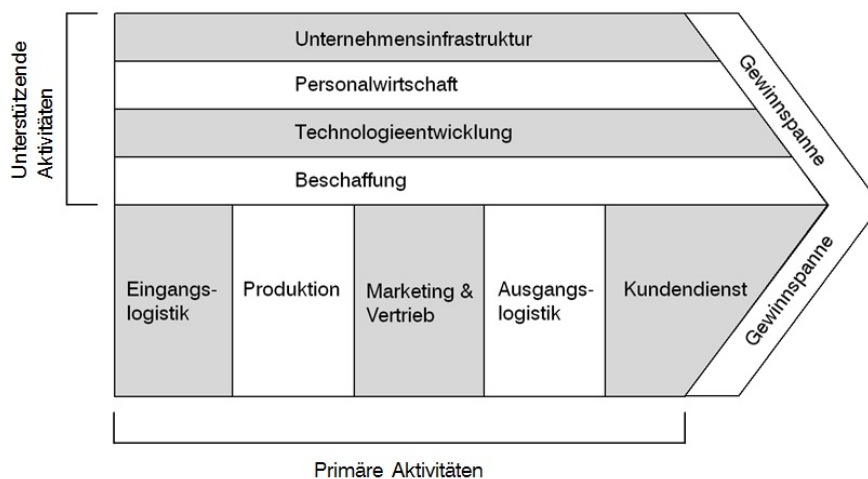 Unterstützende
Aktivitäten
Unternehmensinfrastruktur
Personalwirtschaft
Technologieentwicklung
Beschaffung
Gewinnspanne
Eingangs-
logistik
Produktion
Marketing &
Vertrieb
Ausgangs-
logistik
Kundendienst
Gewinnspanne
Primäre Aktivitäten